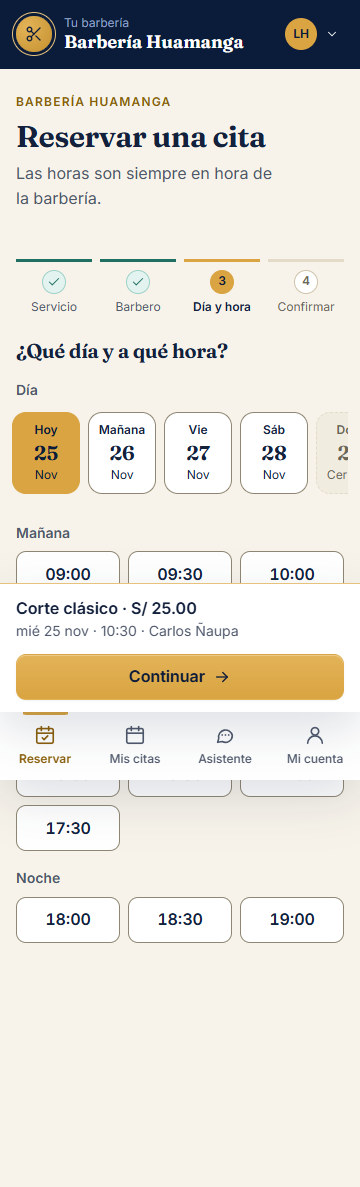 Tu barbería
Barbería Huamanga
LH
BARBERÍA HUAMANGA
Reservar una cita
Las horas son siempre en hora de
la barbería.
3
4
Servicio
Barbero
Día y hora
Confirmar
¿Qué día y a qué hora?
Día
Hoy
25
Nov
Mañana
26
Nov
Vie
27
Nov
Sáb
28
Nov
Mañana
09:00
09:30
10:00
Corte clásico · S/ 25.00
mié 25 nov · 10:30 · Carlos Ñaupa
Continuar →
Reservar
Mis citas
Asistente
Mi cuenta
17:30
Noche
18:00
18:30
19:00